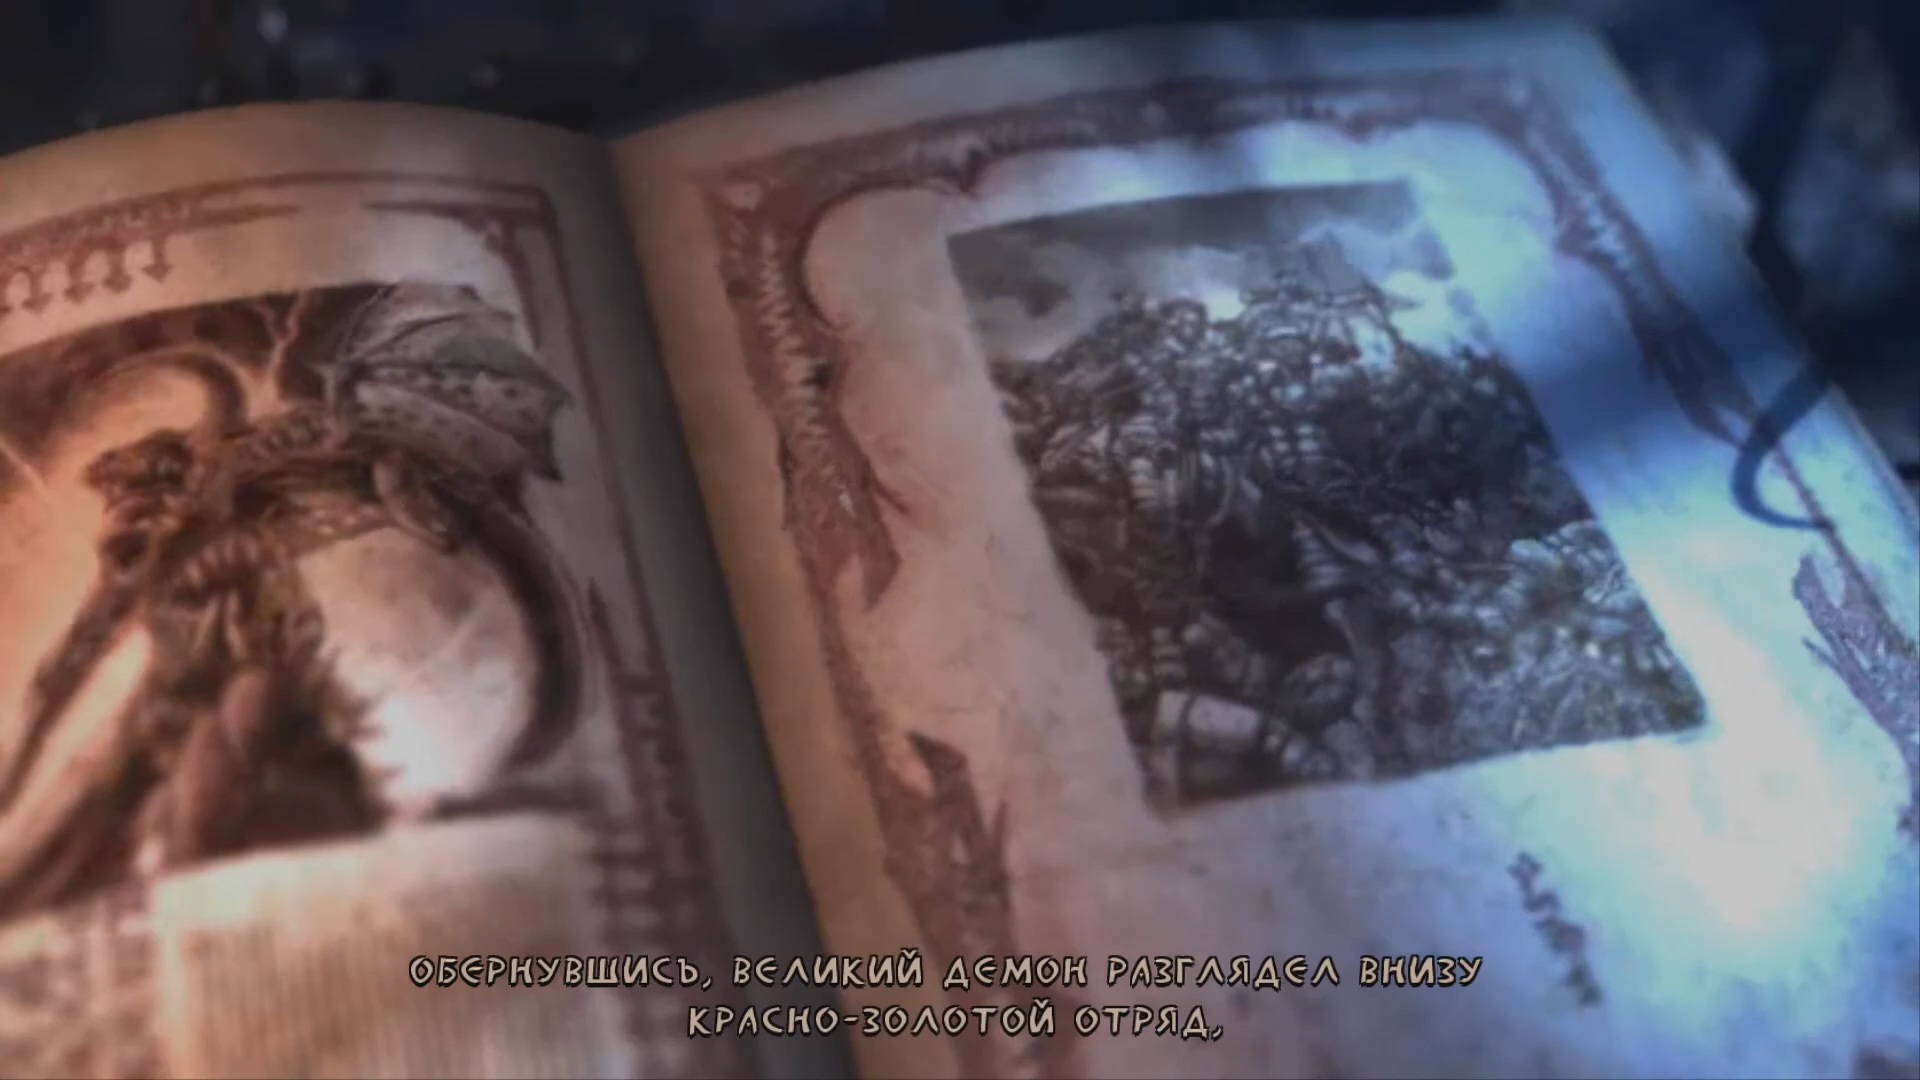 ОБЕРНУВШИСЬ, ВЕЛИКИЙ ДЕМОН РАЗГЛЯДЕЛ ВНИЗУ
КРАСНО-ЗОЛОТОЙ ОТРЯД,